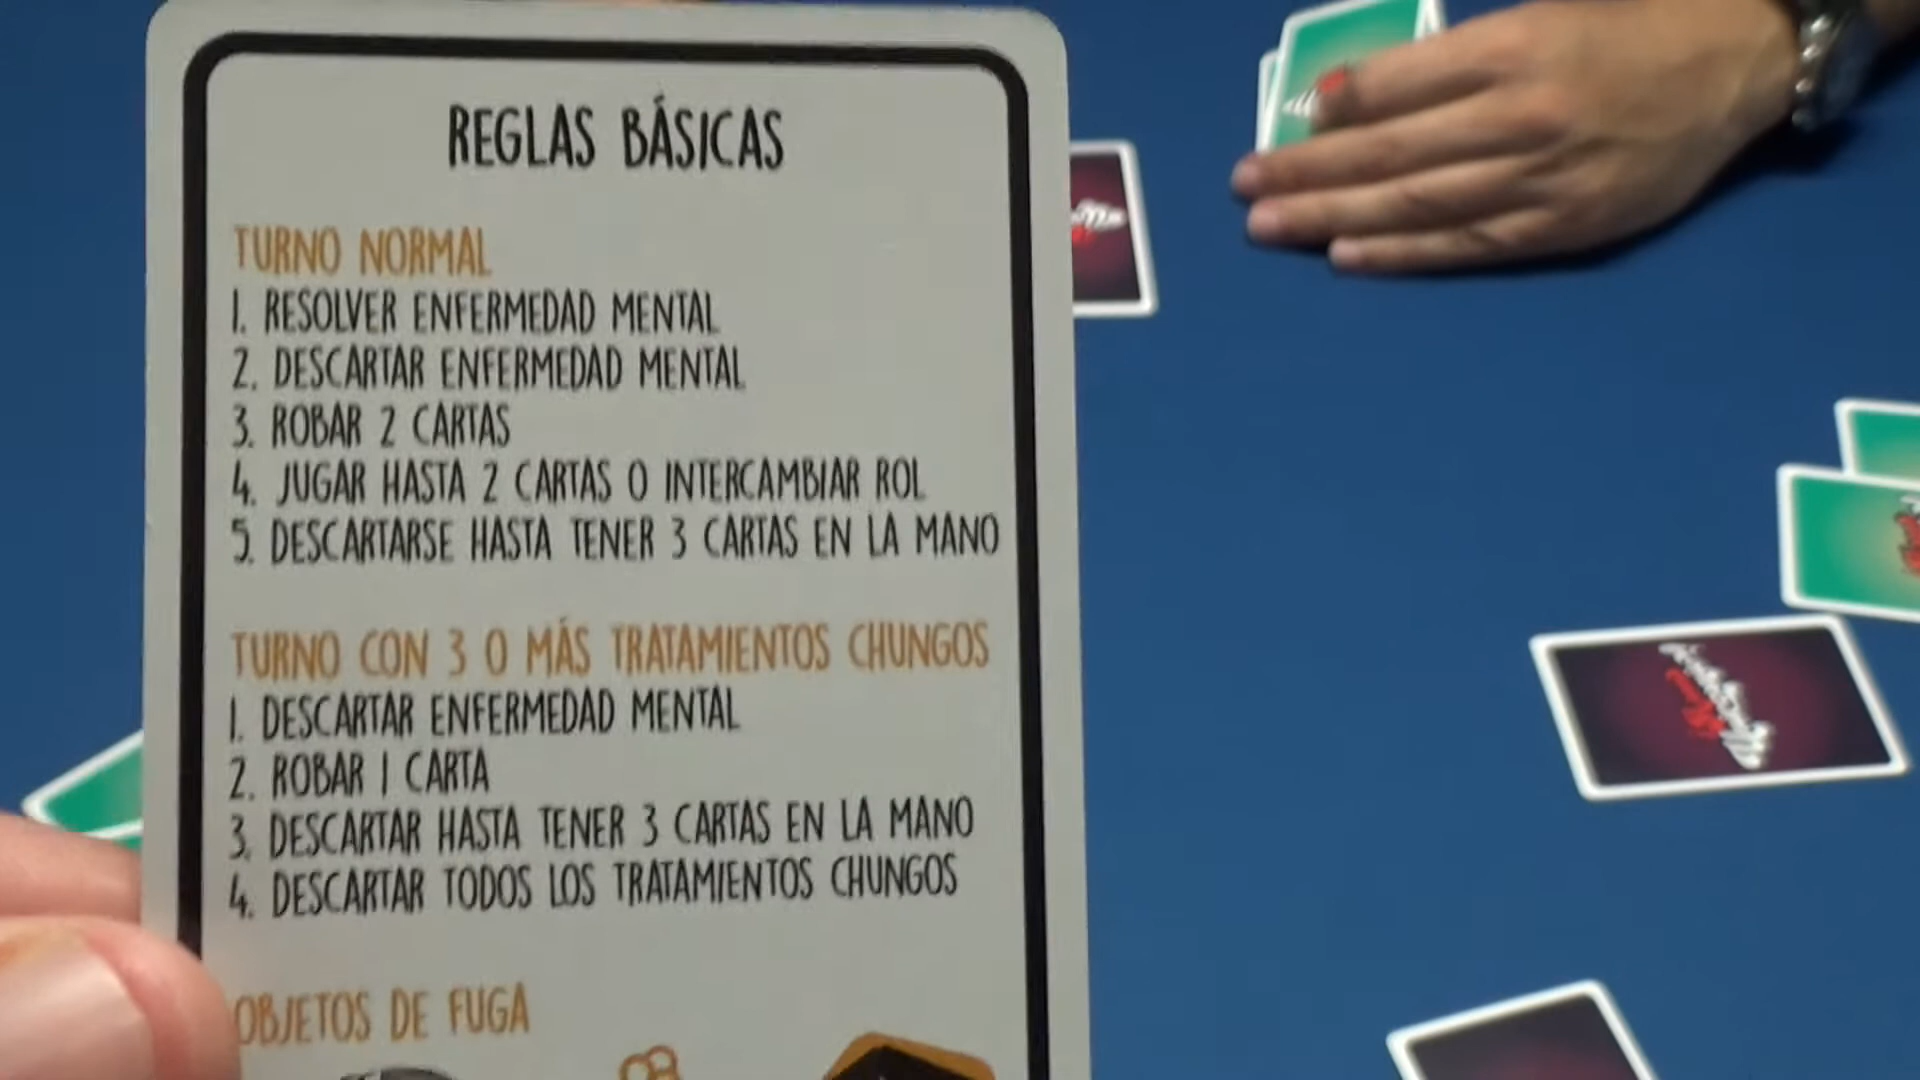 REGLAS BÁSICAS
TURNO NORMAL
1. RESOLVER ENFERMEDAD MENTAL
2. DESCARTAR ENFERMEDAD MENTAL
3. ROBAR 2 CARTAS
4. JUGAR HASTA 2 CARTAS O INTERCAMBIAR ROL
5. DESCARTARSE HASTA TENER 3 CARTAS EN LA MANO
TURNO CON 3 O MÁS TRATAMIENTOS CHUNGOS
1. DESCARTAR ENFERMEDAD MENTAL
2. ROBAR 1 CARTA
3. DESCARTAR HASTA TENER 3 CARTAS EN LA MANO
4. DESCARTAR TODOS LOS TRATAMIENTOS CHUNGOS
OBJETOS DE FUGA